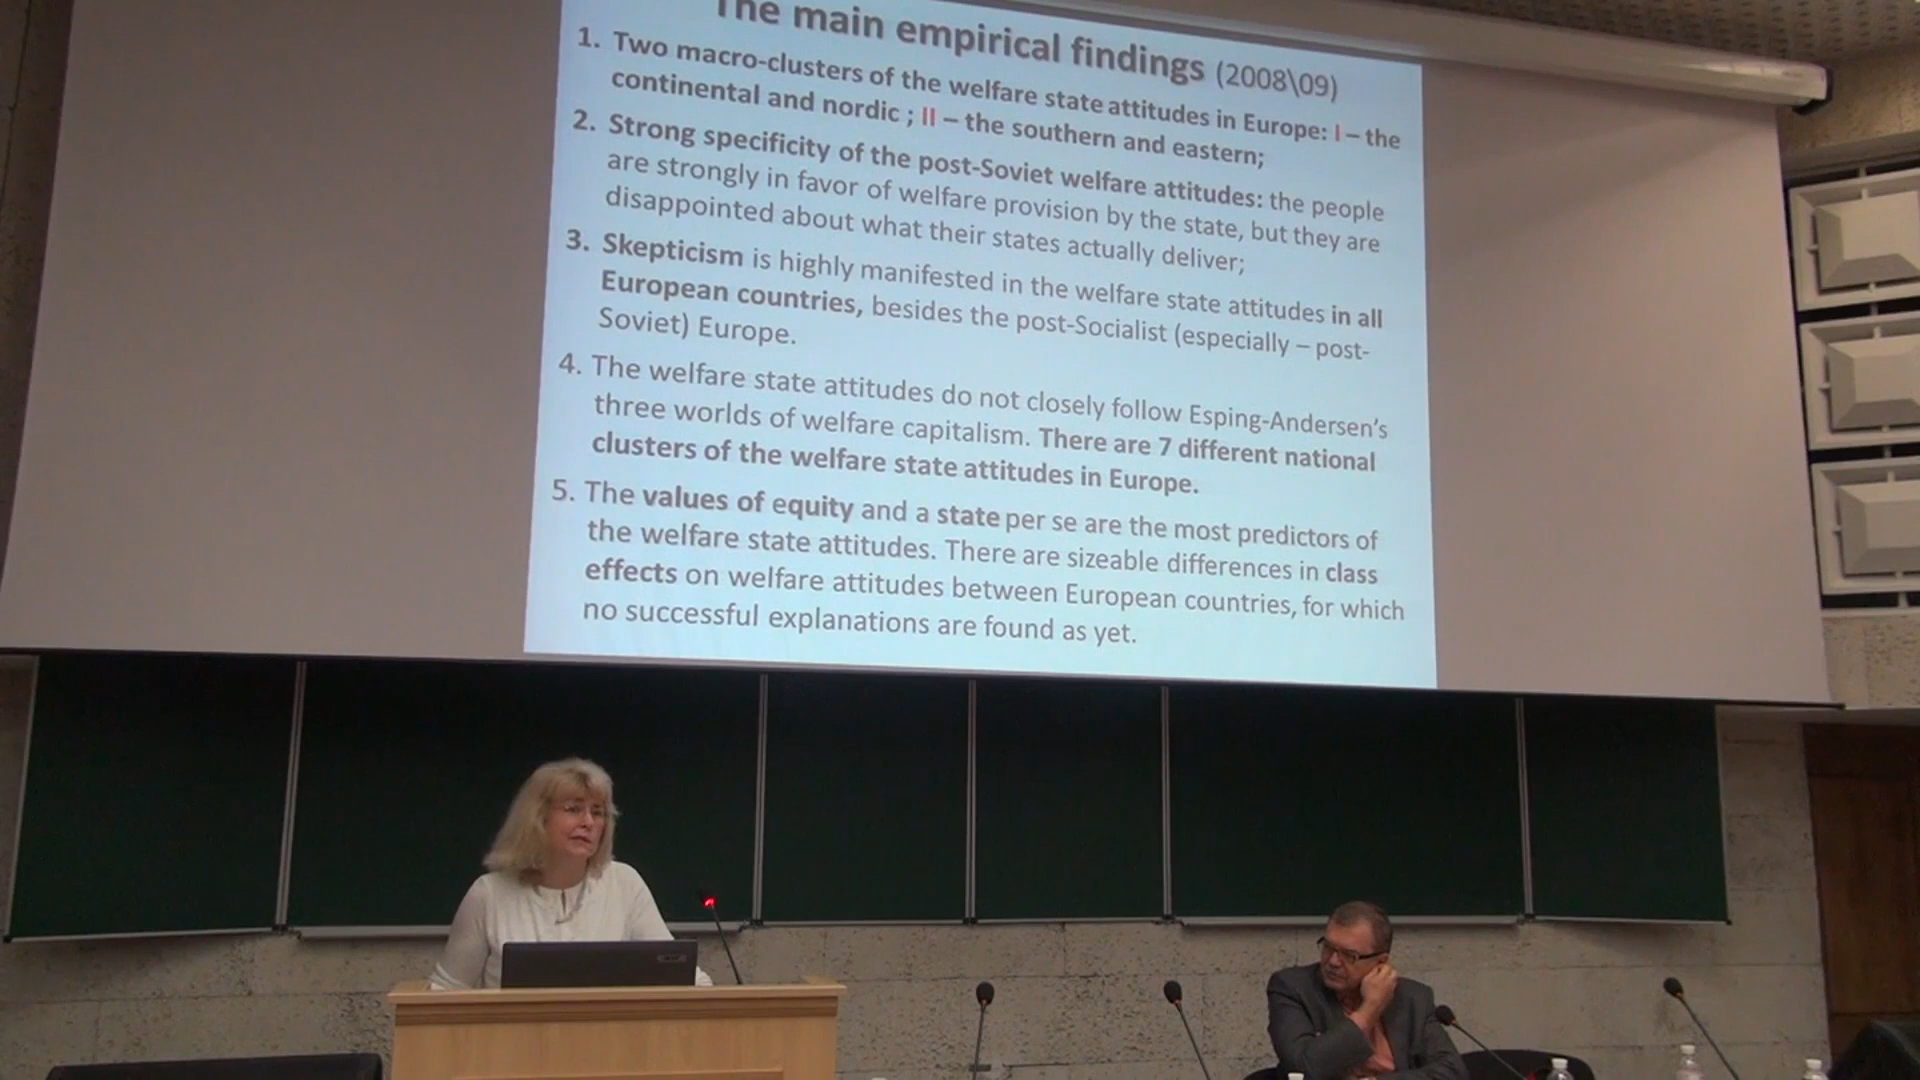 The main empirical findings (2008\09)
1. Two macro-clusters of the welfare state attitudes in Europe: I – the
continental and nordic ; II – the southern and eastern;
2. Strong specificity of the post-Soviet welfare attitudes: the people
are strongly in favor of welfare provision by the state, but they are
disappointed about what their states actually deliver;
3. Skepticism is highly manifested in the welfare state attitudes in all
European countries, besides the post-Socialist (especially – post-
Soviet) Europe.
4. The welfare state attitudes do not closely follow Esping-Andersen's
three worlds of welfare capitalism. There are 7 different national
clusters of the welfare state attitudes in Europe.
5. The values of equity and a state per se are the most predictors of
the welfare state attitudes. There are sizeable differences in class
effects on welfare attitudes between European countries, for which
no successful explanations are found as yet.